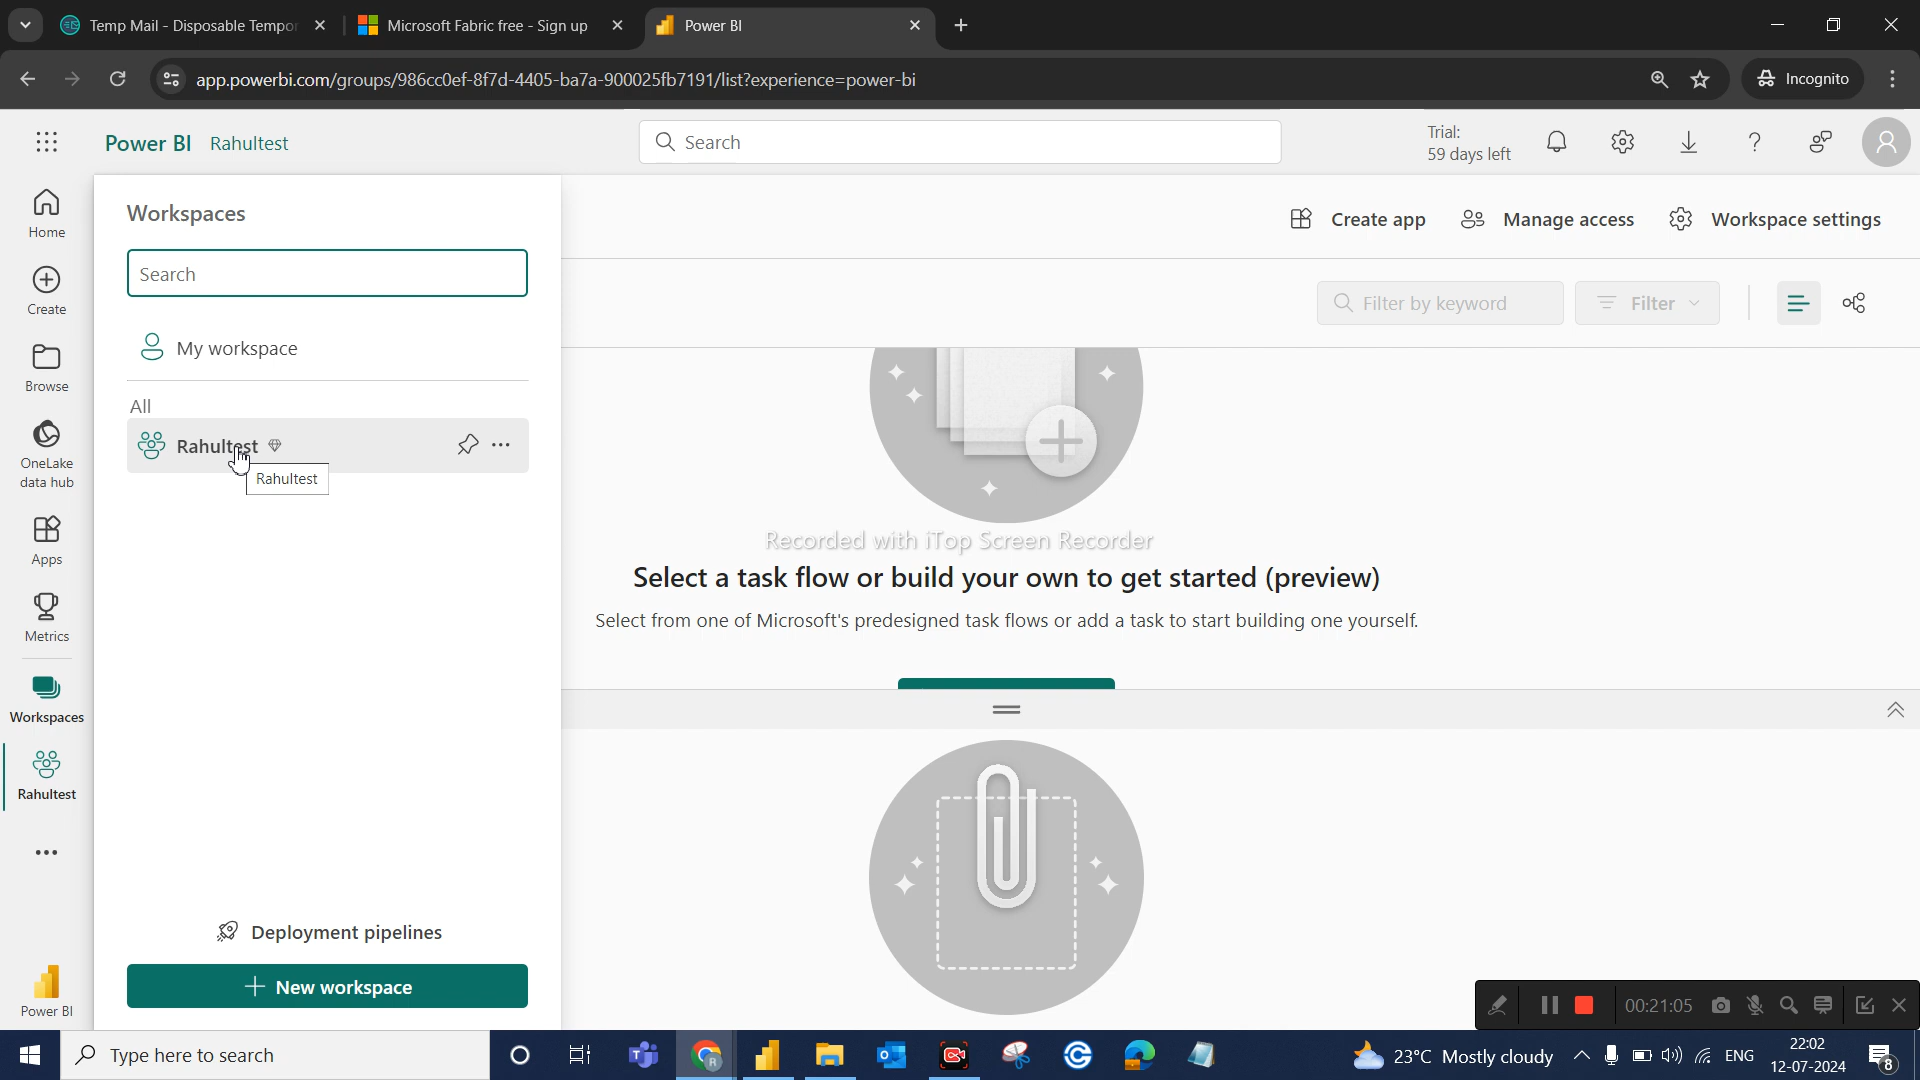 Temp Mail - Disposable Tempor
Microsoft Fabric free - Sign up
Power BI
app.powerbi.com/groups/986cc0ef-8f7d-4405-ba7a-900025fb7191/list?experience=power-bi
Incognito
Power BI Rahultest
Search
Trial:
59 days left
Home
Create
Browse
OneLake
data hub
Apps
Metrics
Workspaces
Rahultest
Power BI
Workspaces
Search
My workspace
All
Rahultest
Rahultest
Deployment pipelines
New workspace
Create app
Manage access
Workspace settings
Filter by keyword
Filter
Recorded with iTop Screen Recorder
Select a task flow or build your own to get started (preview)
Select from one of Microsoft's predesigned task flows or add a task to start building one yourself.
00:21:05
Type here to search
23°C Mostly cloudy
ENG
22:02
12-07-2024
8